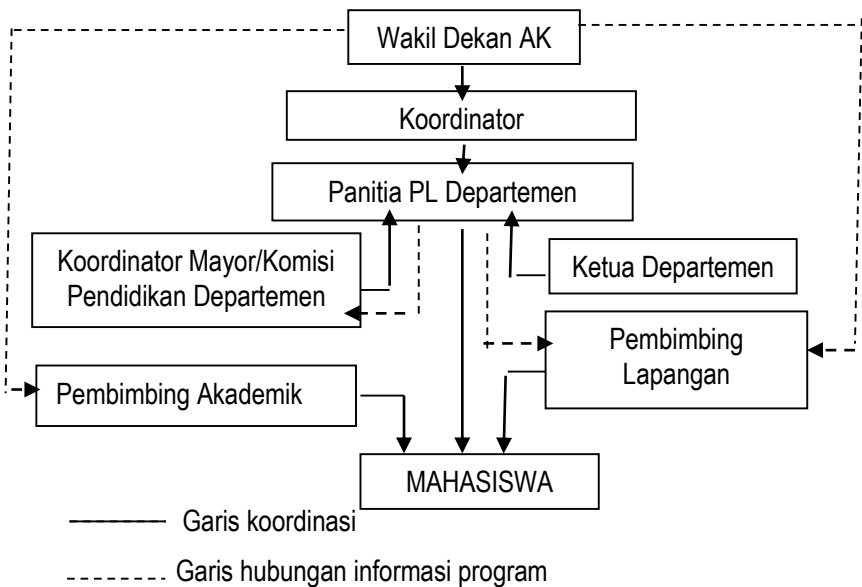 Wakil Dekan AK
Koordinator
Panitia PL Departemen
Koordinator Mayor/Komisi
Pendidikan Departemen
Ketua Departemen
Pembimbing
Lapangan
Pembimbing Akademik
MAHASISWA
Garis koordinasi
Garis hubungan informasi program